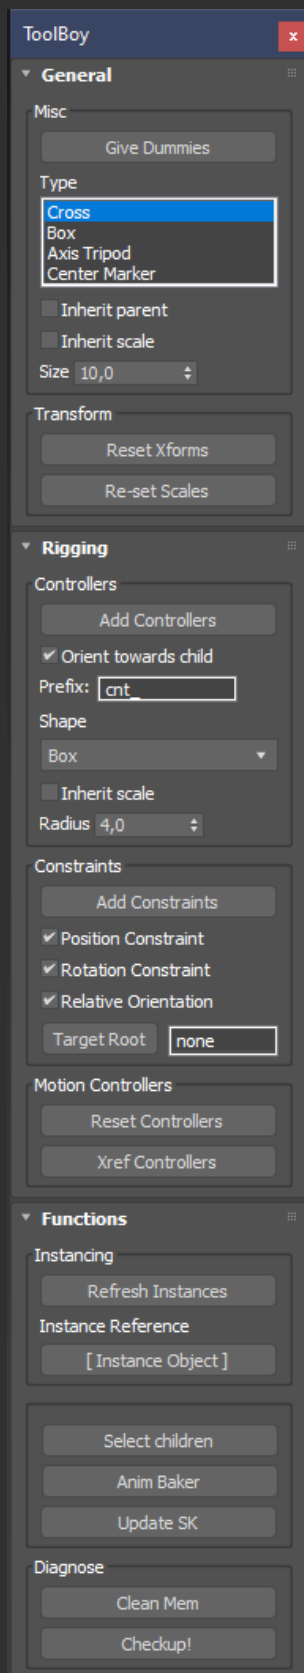 ToolBoy x
General
Misc
Give Dummies
Type
Cross
Box
Axis Tripod
Center Marker
Inherit parent
Inherit scale
Size 10,0
Transform
Reset Xforms
Re-set Scales
Rigging
Controllers
Add Controllers
Orient towards child
Prefix: cnt_
Shape
Box
Inherit scale
Radius 4,0
Constraints
Add Constraints
Position Constraint
Rotation Constraint
Relative Orientation
Target Root none
Motion Controllers
Reset Controllers
Xref Controllers
Functions
Instancing
Refresh Instances
Instance Reference
[ Instance Object ]
Select children
Anim Baker
Update SK
Diagnose
Clean Mem
Checkup!